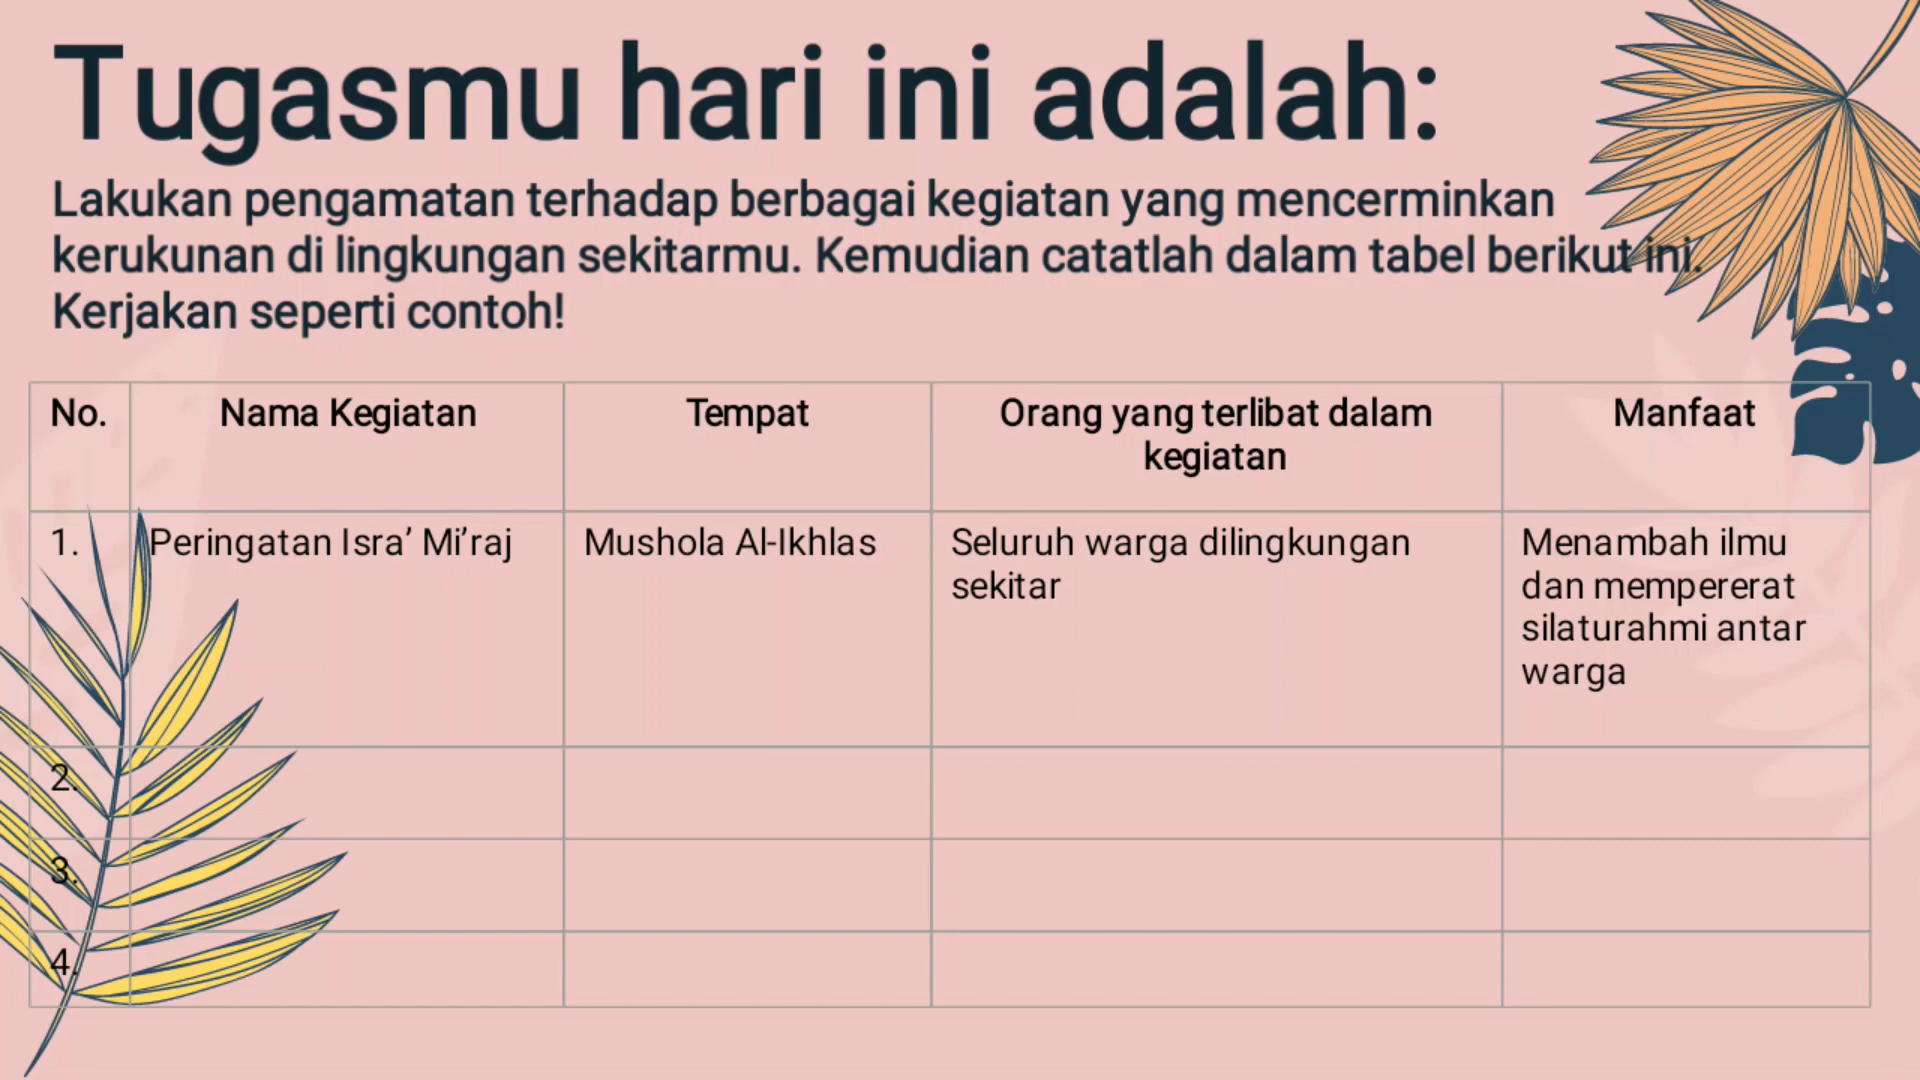 Tugasmu hari ini adalah:
Lakukan pengamatan terhadap berbagai kegiatan yang mencerminkan
kerukunan di lingkungan sekitarmu. Kemudian catatlah dalam tabel berikut ini.
Kerjakan seperti contoh!
No. Nama Kegiatan Tempat Orang yang terlibat dalam Manfaat
kegiatan
1. Peringatan Isra’ Mi’raj Mushola Al-Ikhlas Seluruh warga dilingkungan Menambah ilmu
sekitar dan mempererat
silaturahmi antar
warga
2.
3.
4.